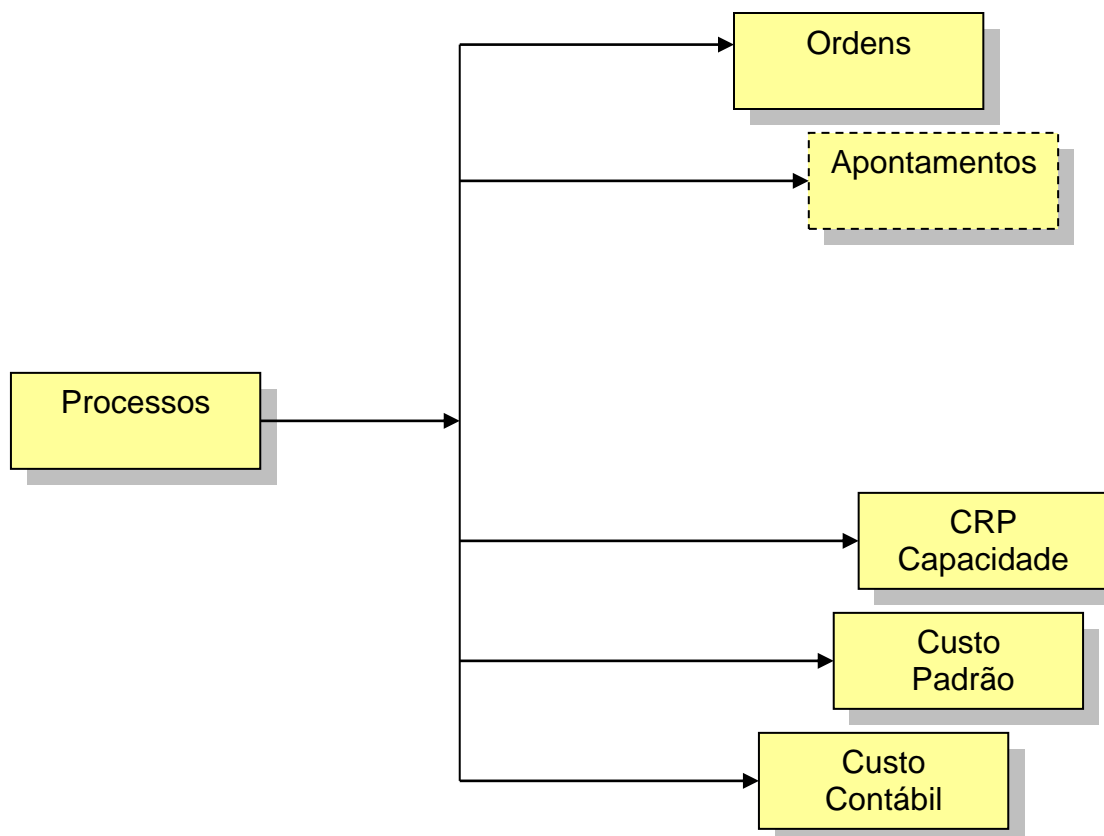 Ordens
Apontamentos
Processos
CRP
Capacidade
Custo
Padrão
Custo
Contábil